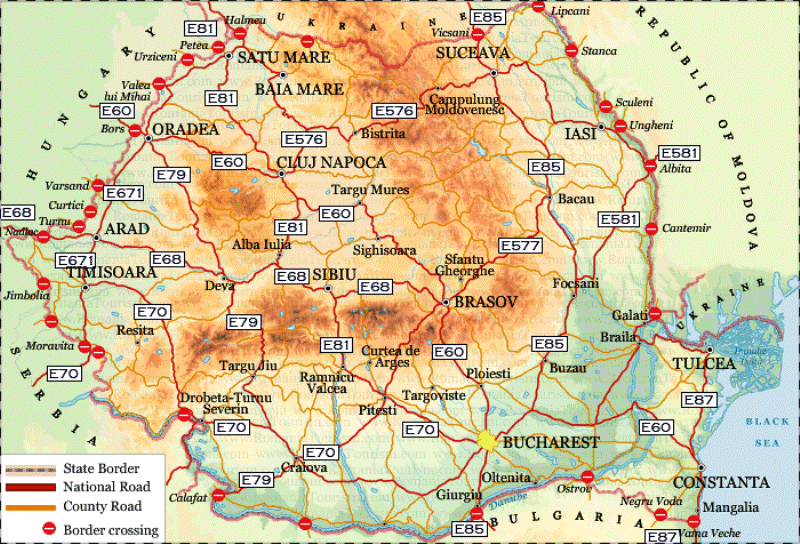 UKRAINE
E85
Lipcani
E81
Halmeu
Petea
Vicsani
Urziceni
SATU MARE
SUCEAVA
Stanca
REPUBLIC OF MOLDOVA
HUNGARY
Valea
lui Mihai
E81
BAIA MARE
Campulung
Moldovenesc
Sculeni
E60
E576
Bors
ORADEA
E576
Bistrita
IASI
Ungheni
E79
E60
CLUJ NAPOCA
E85
E581
Albita
Varsand
E671
Targu Mures
Bacau
Curtici
E68
Turnu
E60
E581
Cantemir
Nadlac
ARAD
E81
Alba Iulia
Sighisoara
E577
E671
E68
Sfantu
Gheorghe
TIMISOARA
Deva
E68
SIBIU
E68
Focsani
Jimbolia
BRASOV
UKRAINE
E70
E79
Galati
Resita
Braila
Moravita
E81
Curtea de
Arges
E60
E85
TULCEA
Danube
Delta
E70
Targu Jiu
Ramnicu
Valcea
Ploiesti
Buzau
SERBIA
Drobeta-Turnu
Severin
Targoviste
E87
Pitesti
BLACK
SEA
E70
E70
BUCHAREST
E60
E70
Craiova
State Border
National Road
County Road
Border crossing
E79
Oltenita
CONSTANTA
Calafat
Giurgiu
Ostrov
Danube
Negru Voda
Mangalia
E85
BULGARIA
E87
Vama Veche